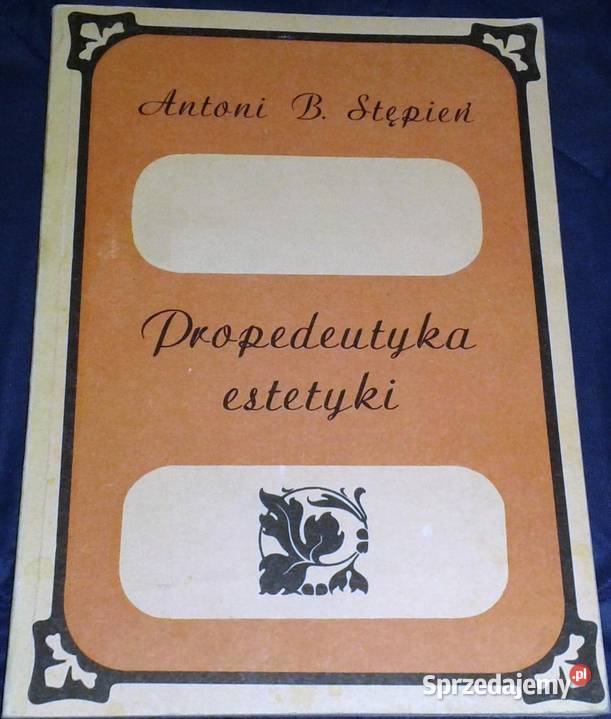 Antoni B. Stępień
Propedeutyka
estetyki
Sprzedajemy.pl